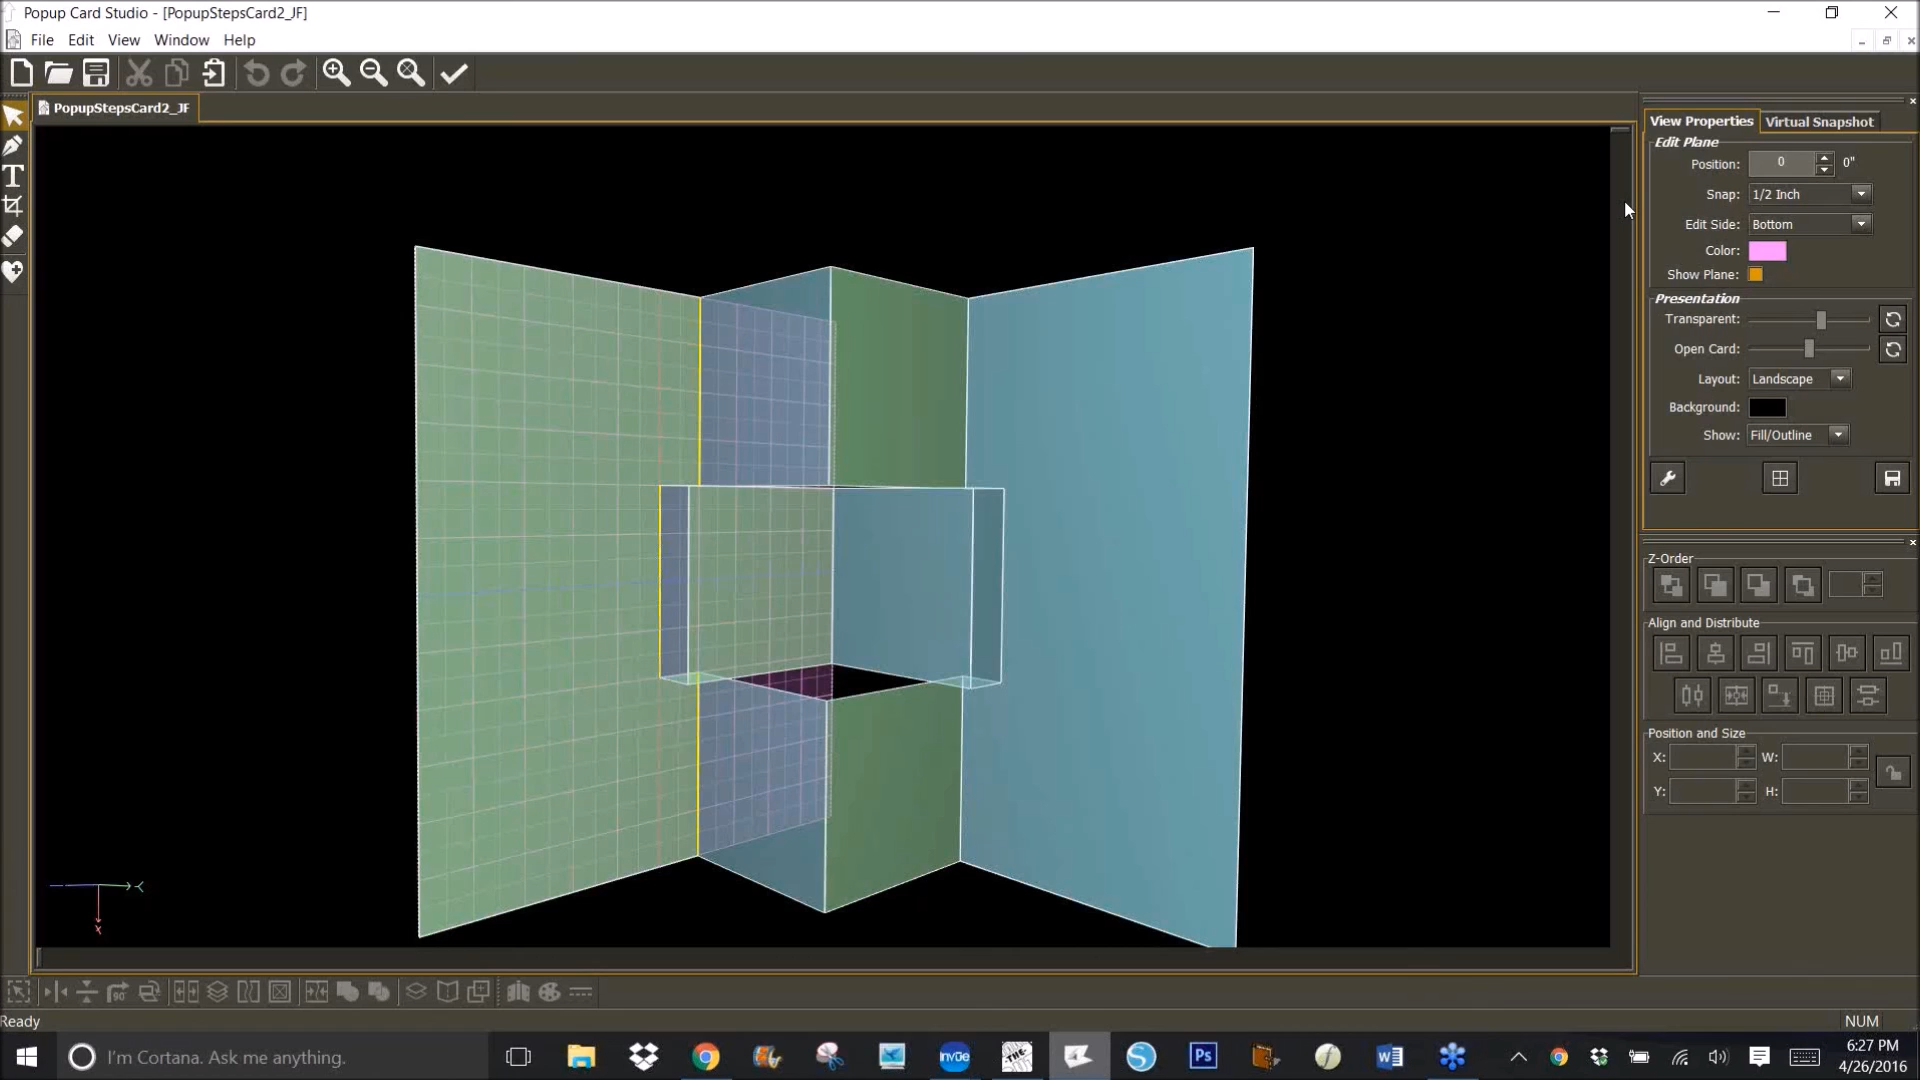 Popup Card Studio - [PopupStepsCard2_JF]
File Edit View Window Help
PopupStepsCard2_JF
View Properties Virtual Snapshot
Edit Plane
Position: 0 0"
Snap: 1/2 Inch
Edit Side: Bottom
Color:
Show Plane:
Presentation
Transparent:
Open Card:
Layout: Landscape
Background:
Show: Fill/Outline
Z-Order
Align and Distribute
Position and Size
X: W:
Y: H:
X
Ready
NUM
I'm Cortana. Ask me anything.
6:27 PM
4/26/2016